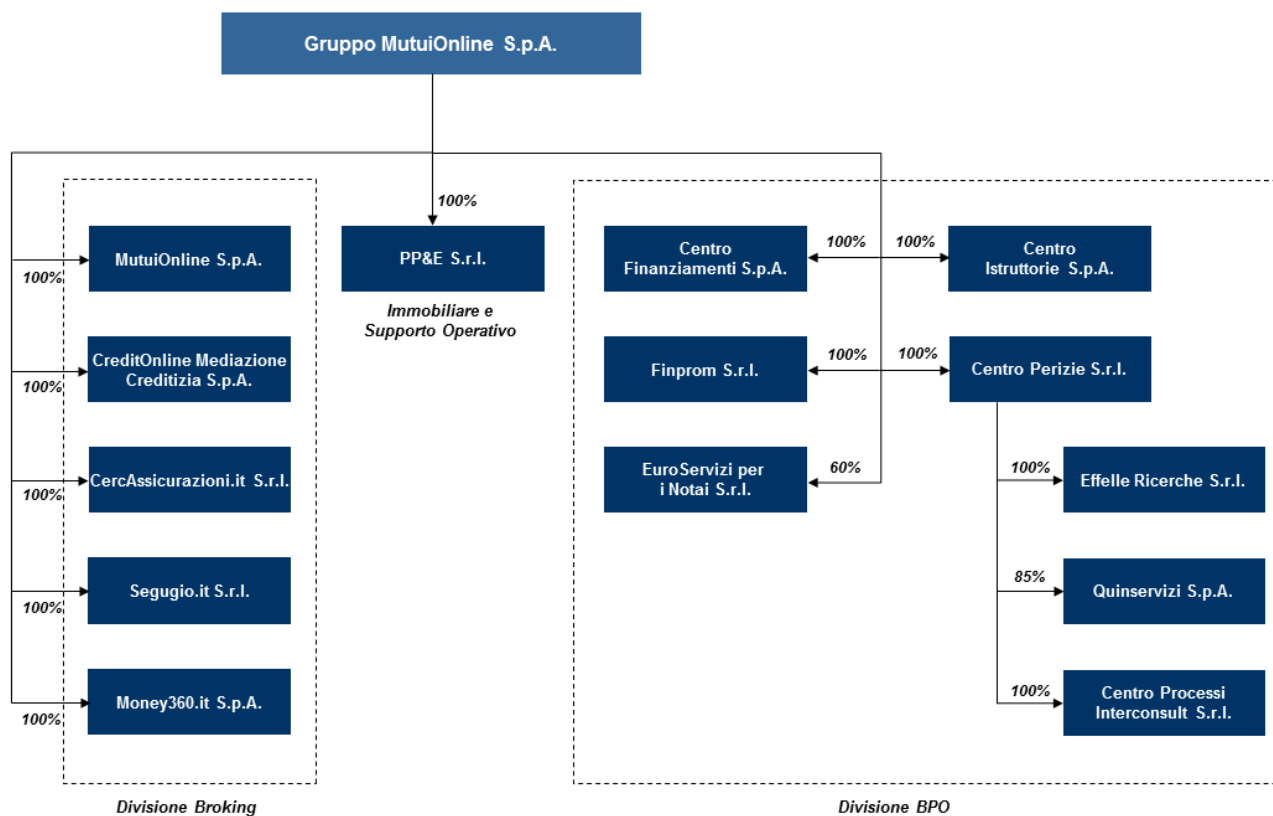 Gruppo MutuiOnline S.p.A.
100%
MutuiOnline S.p.A.
100%
CreditOnline Mediazione
Creditizia S.p.A.
100%
CercAssicurazioni.it S.r.l.
100%
Segugio.it S.r.l.
100%
Money360.it S.p.A.
100%
Divisione Broking
PP&E S.r.l.
Immobiliare e
Supporto Operativo
Centro
Finanziamenti S.p.A.
100%
100%
Centro
Istruttorie S.p.A.
Finprom S.r.l.
100%
100%
Centro Perizie S.r.l.
EuroServizi per
i Notai S.r.l.
60%
100%
Effelle Ricerche S.r.l.
85%
Quinservizi S.p.A.
100%
Centro Processi
Interconsult S.r.l.
Divisione BPO